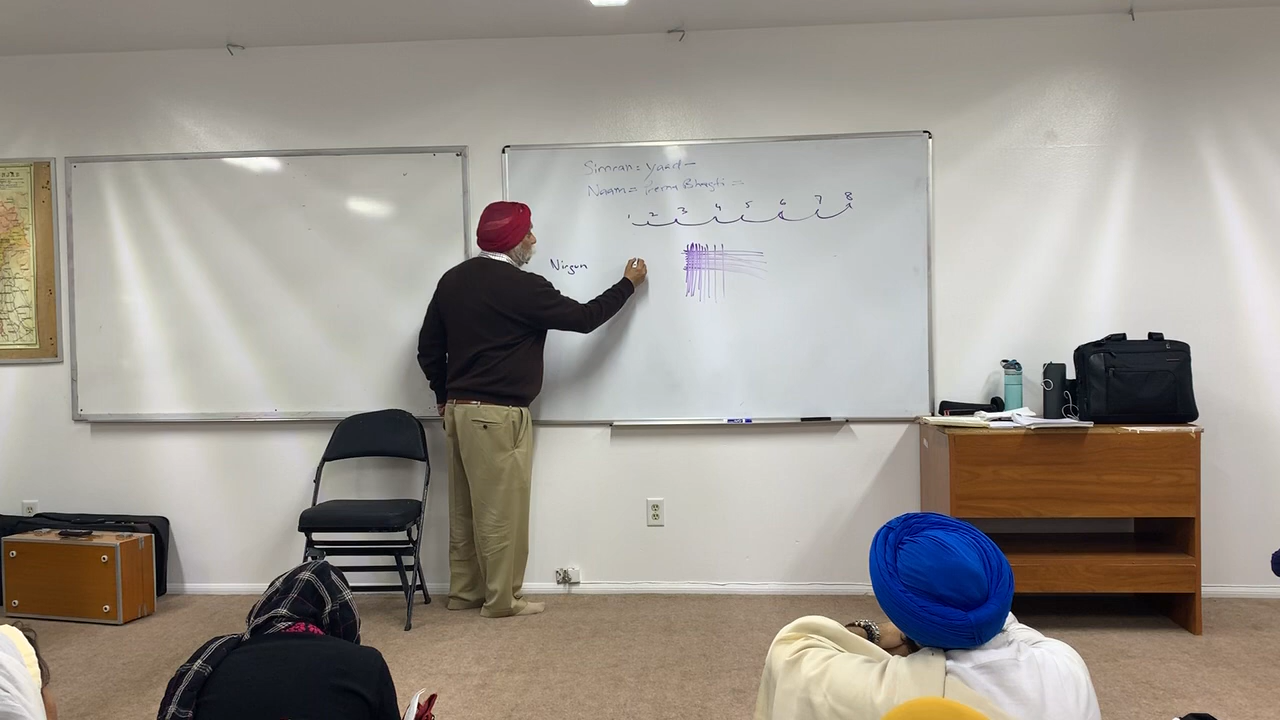 Simran = Yaad –
Naam = Prema Bhagti =
1 2 3 4 5 6 7 8
Nirgun